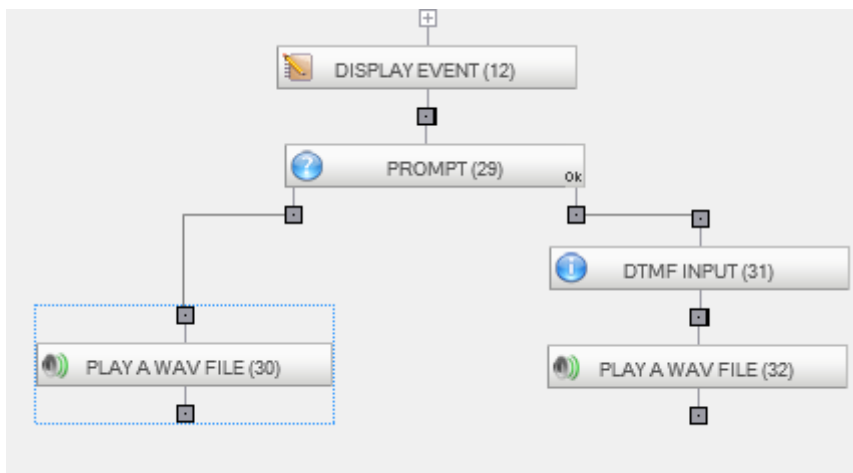 DISPLAY EVENT (12)
PROMPT (29)
Ok
DTMF INPUT (31)
PLAY A WAV FILE (30)
PLAY A WAV FILE (32)